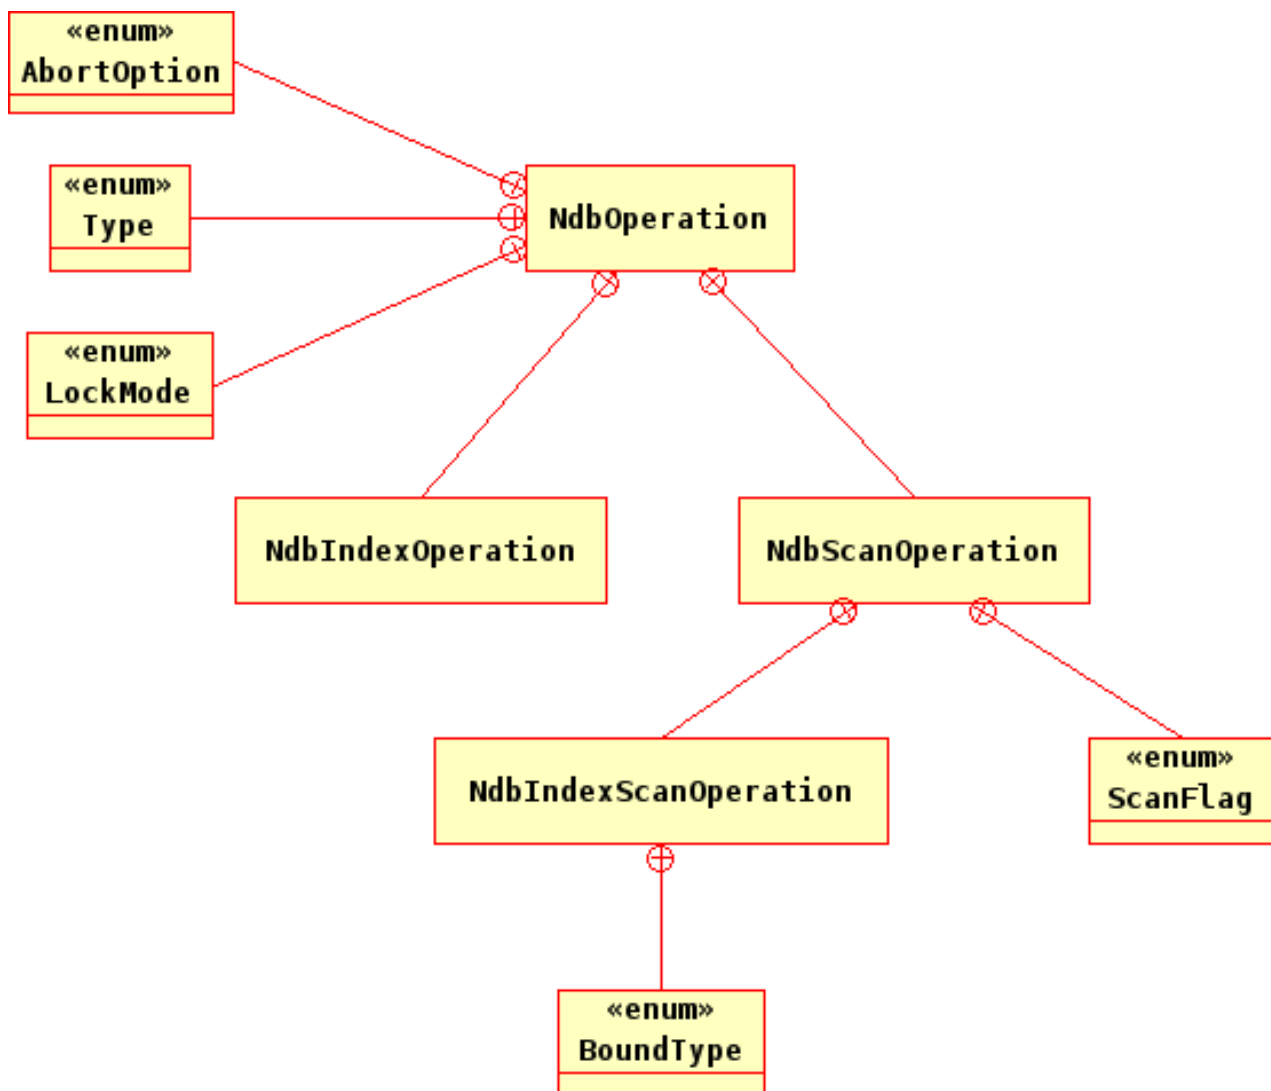 «enum»
AbortOption
«enum»
Type
NdbOperation
«enum»
LockMode
NdbIndexOperation
NdbScanOperation
NdbIndexScanOperation
«enum»
ScanFlag
«enum»
BoundType